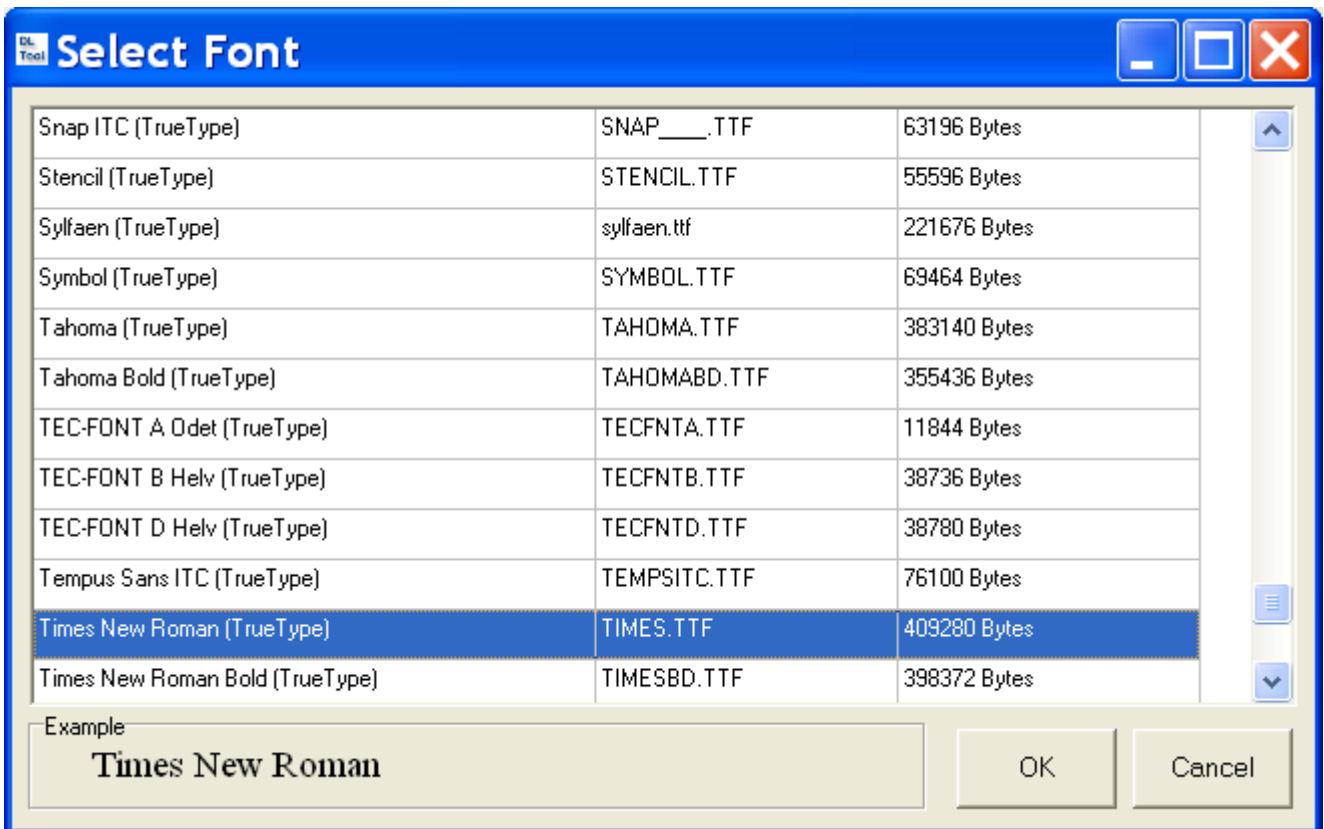 DL Tool Select Font
Snap ITC (TrueType) SNAP____.TTF 63196 Bytes
Stencil (TrueType) STENCIL.TTF 55596 Bytes
Sylfaen (TrueType) sylfaen.ttf 221676 Bytes
Symbol (TrueType) SYMBOL.TTF 69464 Bytes
Tahoma (TrueType) TAHOMA.TTF 383140 Bytes
Tahoma Bold (TrueType) TAHOMABD.TTF 355436 Bytes
TEC-FONT A Odet (TrueType) TECFNTA.TTF 11844 Bytes
TEC-FONT B Helv (TrueType) TECFNTB.TTF 38736 Bytes
TEC-FONT D Helv (TrueType) TECFNTD.TTF 38780 Bytes
Tempus Sans ITC (TrueType) TEMPSITC.TTF 76100 Bytes
Times New Roman (TrueType) TIMES.TTF 409280 Bytes
Times New Roman Bold (TrueType) TIMESBD.TTF 398372 Bytes
Example
Times New Roman OK Cancel